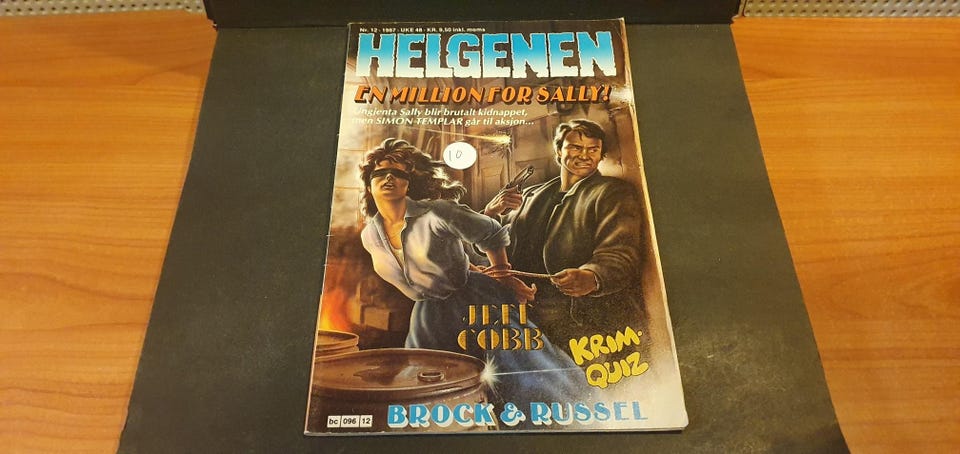 Nr. 12 · 1987 · UKE 48 · KR. 9,50 inkl. moms
HELGENEN
EN MILLION FOR SALLY!
Ungjenta Sally blir brutalt kidnappet,
men SIMON TEMPLAR går til aksjon...
10
JEFF
COBB
KRIM-
QUIZ
BROCK & RUSSEL
bc 096 12